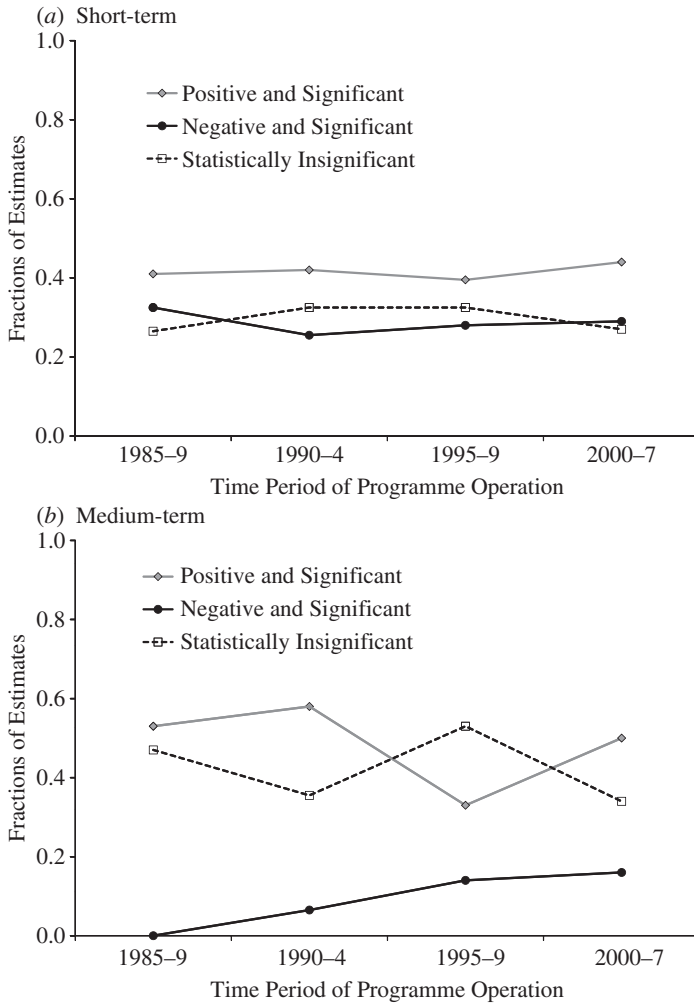 (a) Short-term
1.0
Positive and Significant
0.8
Negative and Significant
Statistically Insignificant
0.6
Fractions of Estimates
0.4
0.2
0.0
1985–9 1990–4 1995–9 2000–7
Time Period of Programme Operation
(b) Medium-term
1.0
Positive and Significant
0.8
Negative and Significant
Statistically Insignificant
0.6
Fractions of Estimates
0.4
0.2
0.0
1985–9 1990–4 1995–9 2000–7
Time Period of Programme Operation